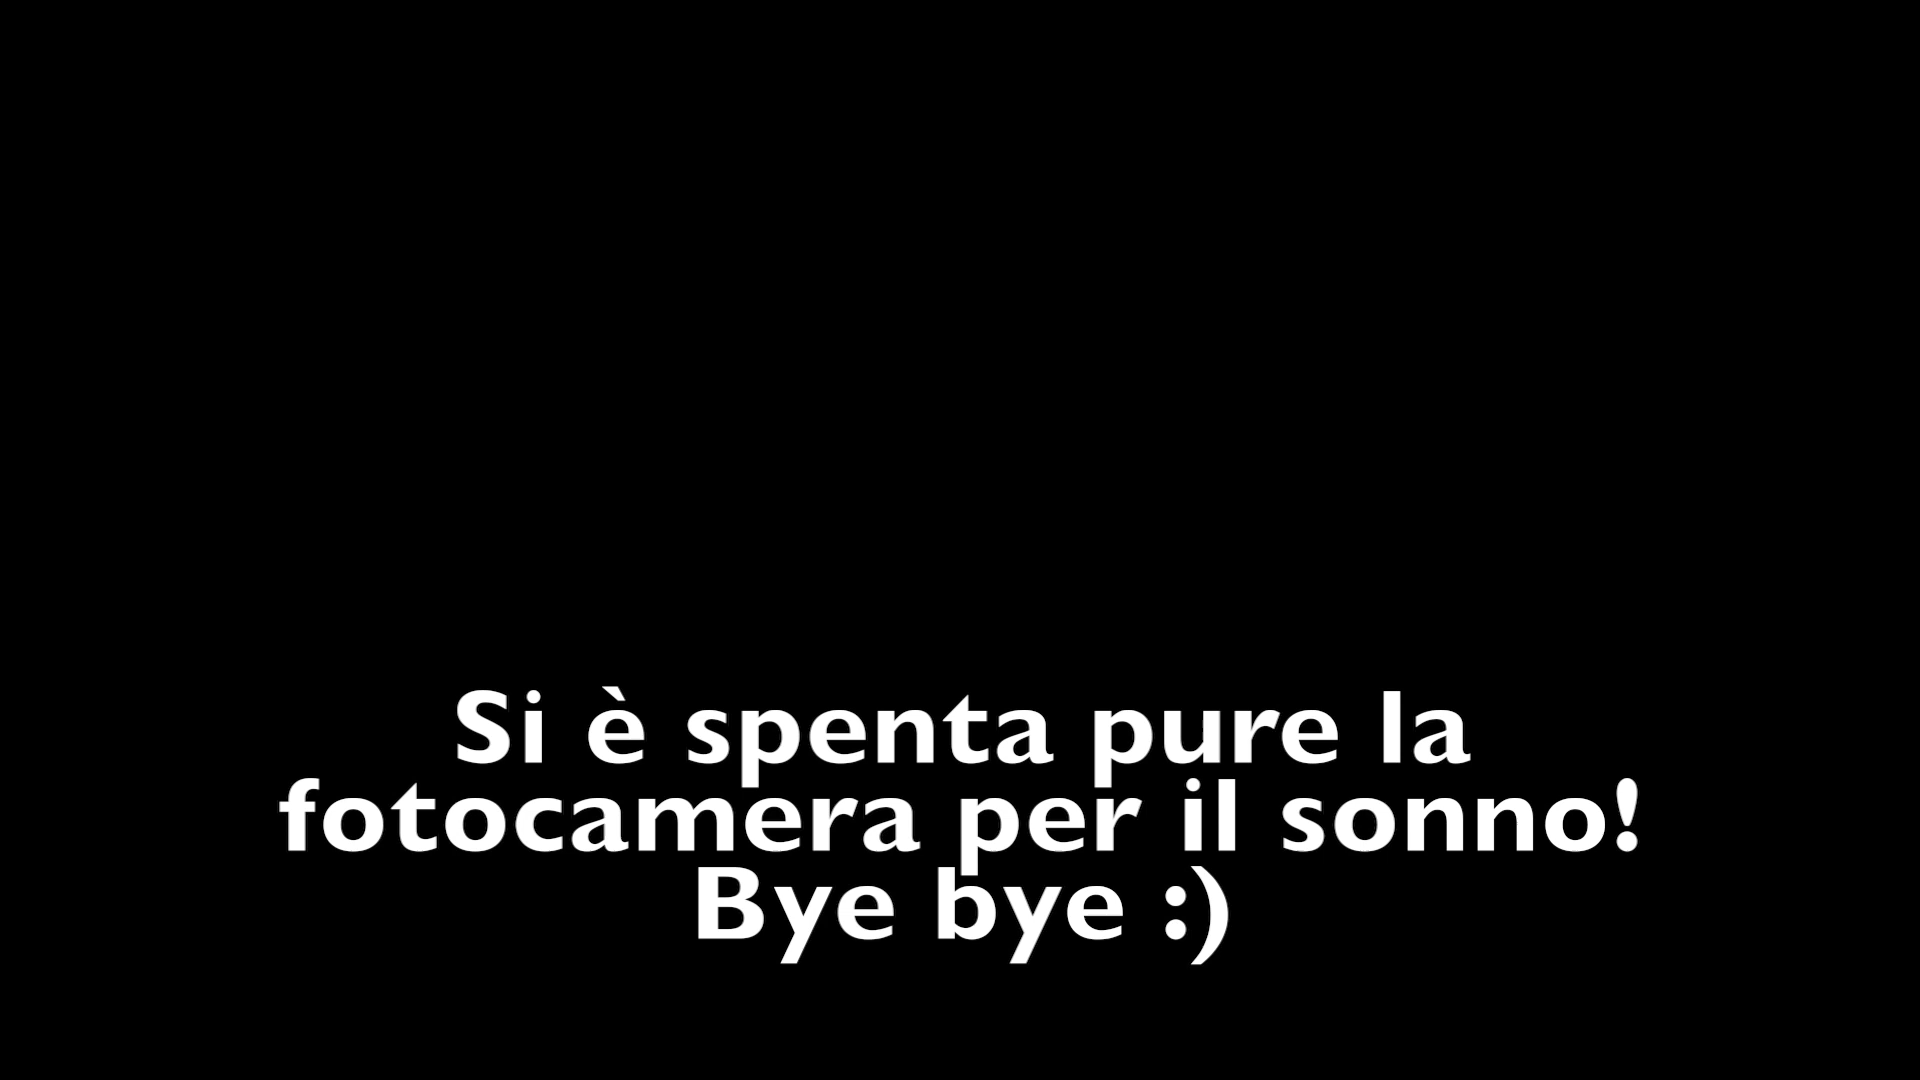 Si è spenta pure la
fotocamera per il sonno!
Bye bye :)